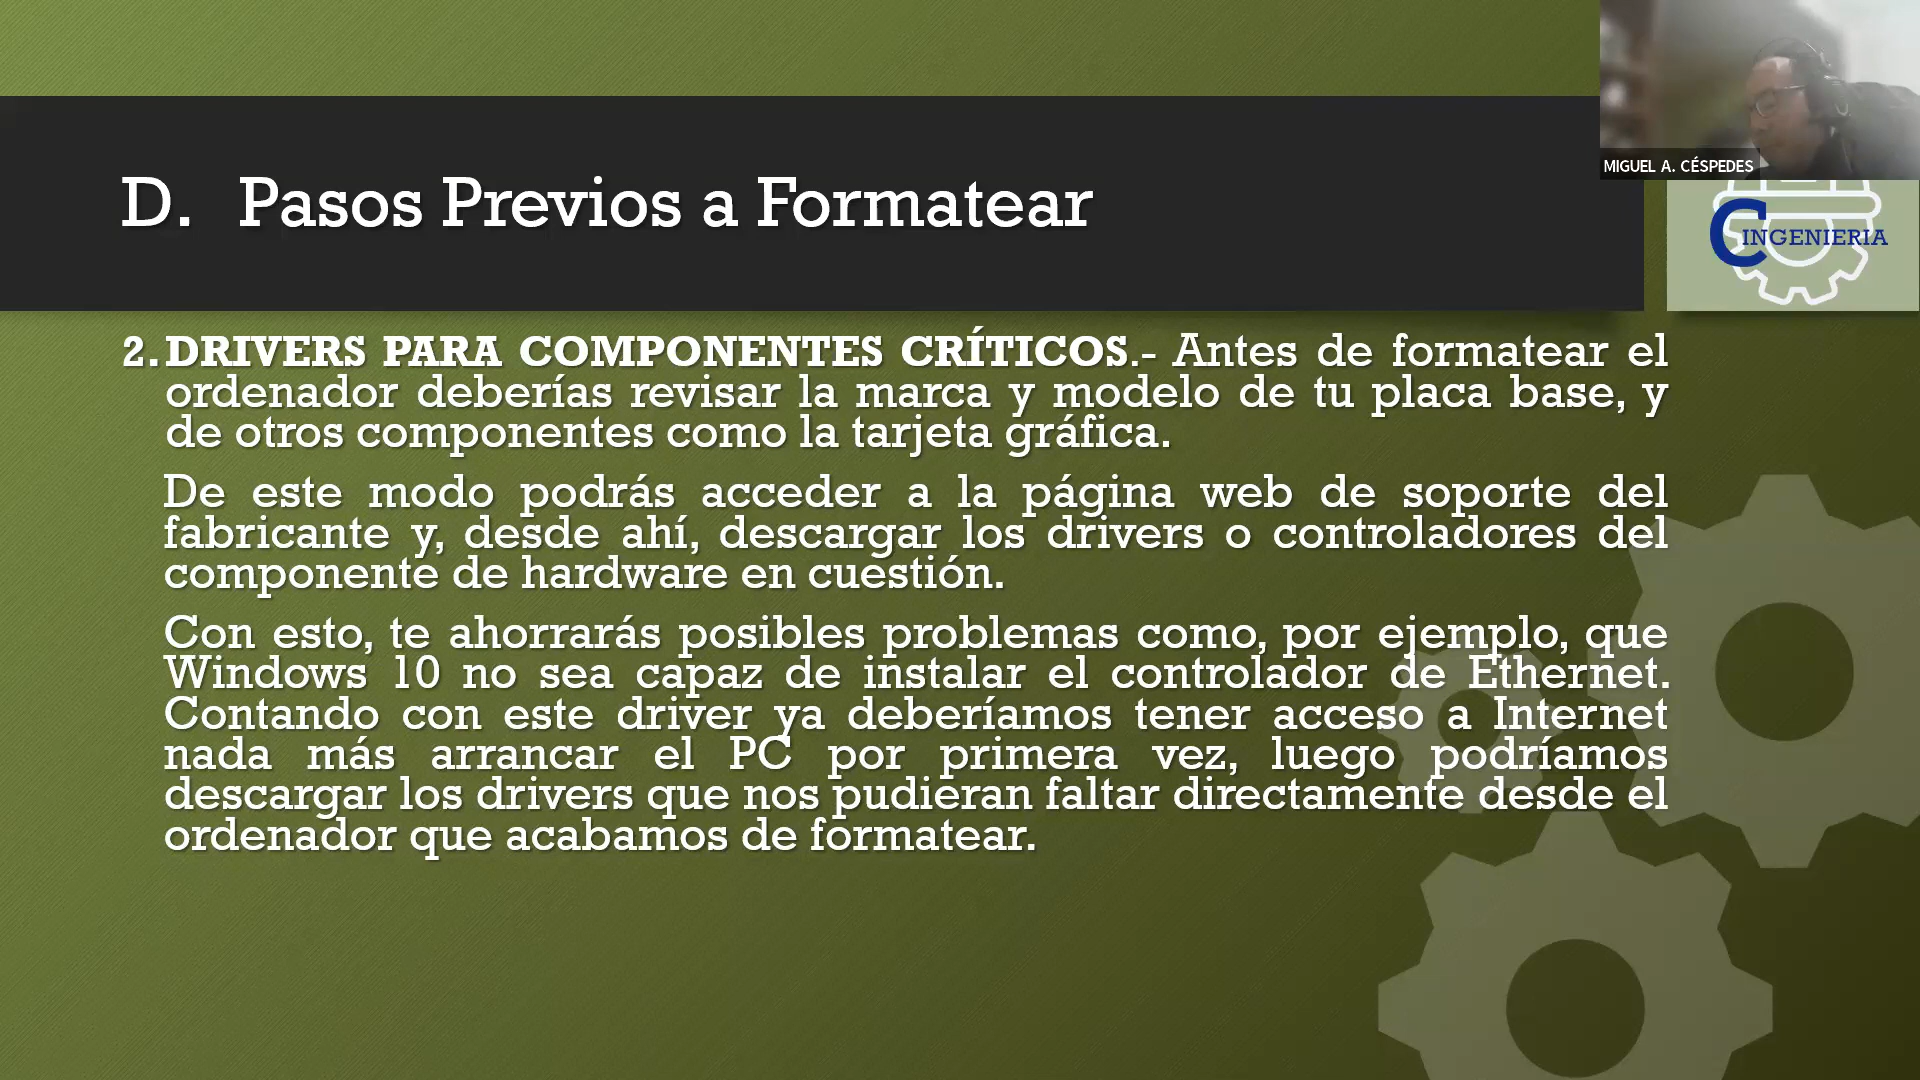 MIGUEL A. CÉSPEDES
D. Pasos Previos a Formatear
C INGENIERIA
2. DRIVERS PARA COMPONENTES CRÍTICOS.- Antes de formatear el
ordenador deberías revisar la marca y modelo de tu placa base, y
de otros componentes como la tarjeta gráfica.
De este modo podrás acceder a la página web de soporte del
fabricante y, desde ahí, descargar los drivers o controladores del
componente de hardware en cuestión.
Con esto, te ahorrarás posibles problemas como, por ejemplo, que
Windows 10 no sea capaz de instalar el controlador de Ethernet.
Contando con este driver ya deberíamos tener acceso a Internet
nada más arrancar el PC por primera vez, luego podríamos
descargar los drivers que nos pudieran faltar directamente desde el
ordenador que acabamos de formatear.